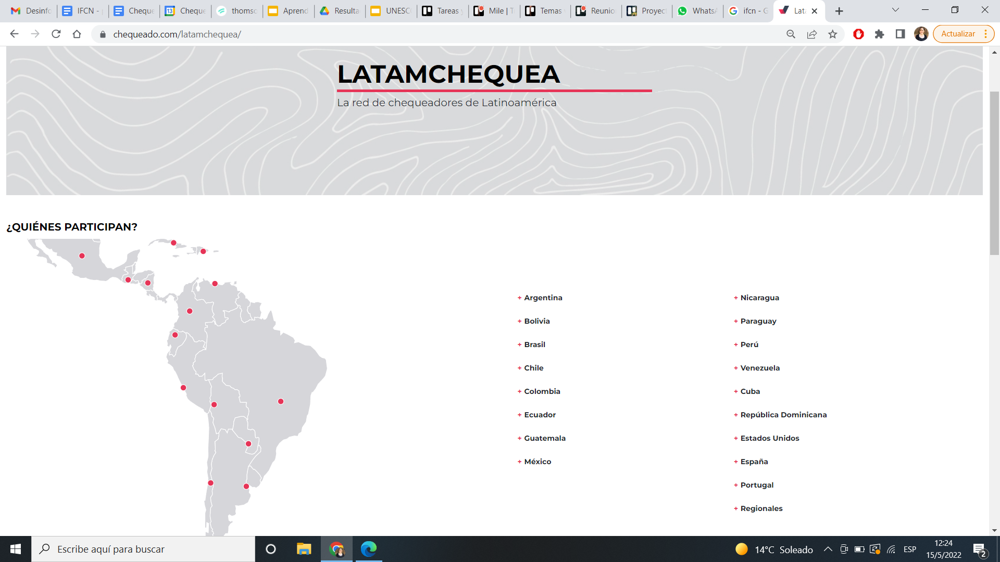 Desinfo
IFCN -
Cheque
13
Cheque
thomso
Aprend
Resulta
UNESC
Tareas y
Mile | T
Temas
Reunio
Proyec
WhatsA
ifcn - G
Lat
chequeado.com/latamchequea/
Actualizar
LATAMCHEQUEA
La red de chequeadores de Latinoamérica
¿QUIÉNES PARTICIPAN?
+ Argentina
+ Bolivia
+ Brasil
+ Chile
+ Colombia
+ Ecuador
+ Guatemala
+ México
+ Nicaragua
+ Paraguay
+ Perú
+ Venezuela
+ Cuba
+ República Dominicana
+ Estados Unidos
+ España
+ Portugal
+ Regionales
Escribe aquí para buscar
14°C Soleado
ESP
12:24
15/5/2022
2